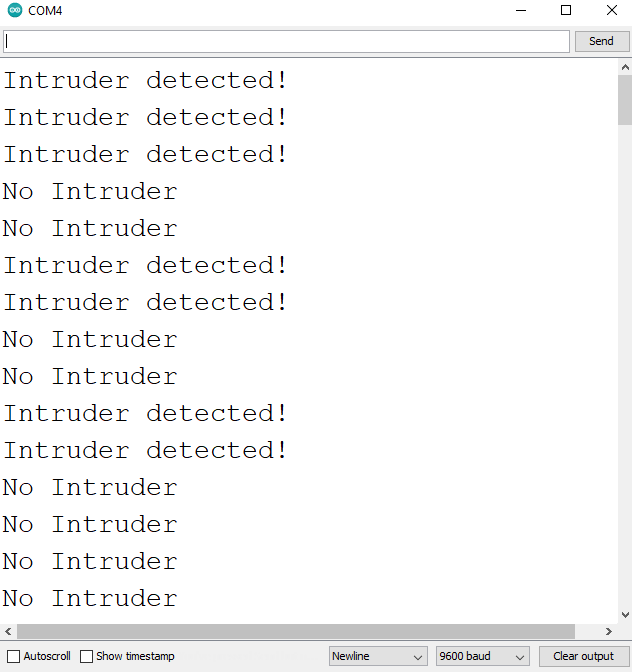 COM4
Send
Intruder detected!
Intruder detected!
Intruder detected!
No Intruder
No Intruder
Intruder detected!
Intruder detected!
No Intruder
No Intruder
Intruder detected!
Intruder detected!
No Intruder
No Intruder
No Intruder
No Intruder
Autoscroll Show timestamp Newline 9600 baud Clear output